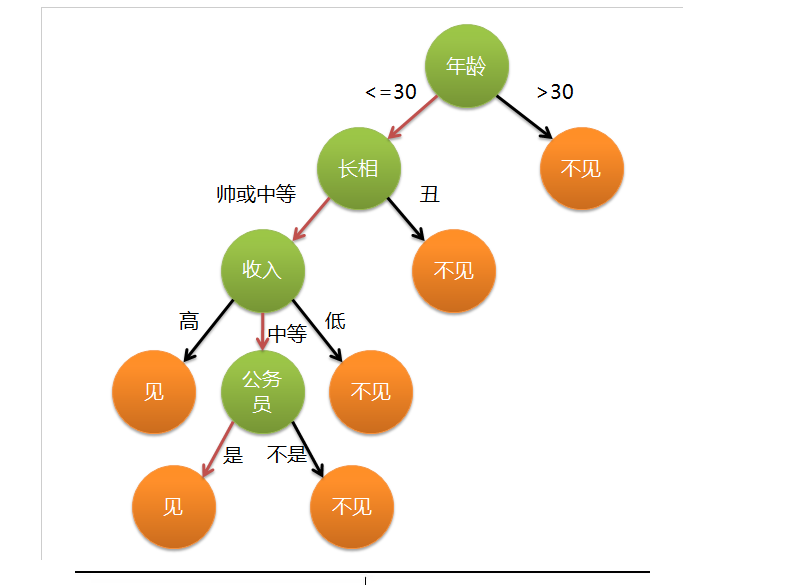 年龄
<=30
>30
长相
不见
帅或中等
丑
收入
不见
高
中等
低
见
公务
员
不见
是
不是
见
不见